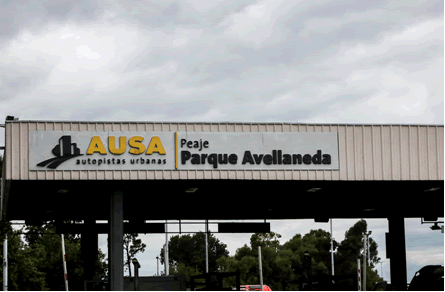 AUSA
autopistas urbanas
Peaje
Parque Avellaneda